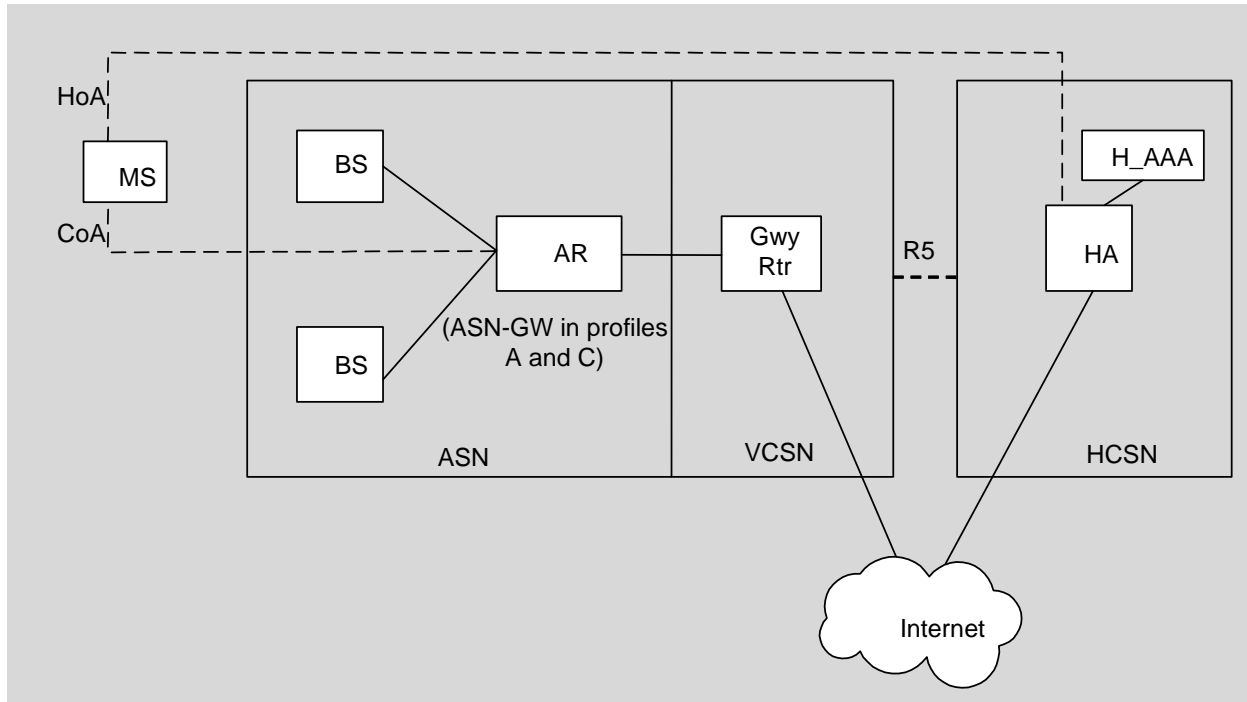 HoA
MS
CoA
BS
BS
AR
(ASN-GW in profiles
A and C)
ASN
Gwy
Rtr
VCSN
R5
H_AAA
HA
HCSN
Internet